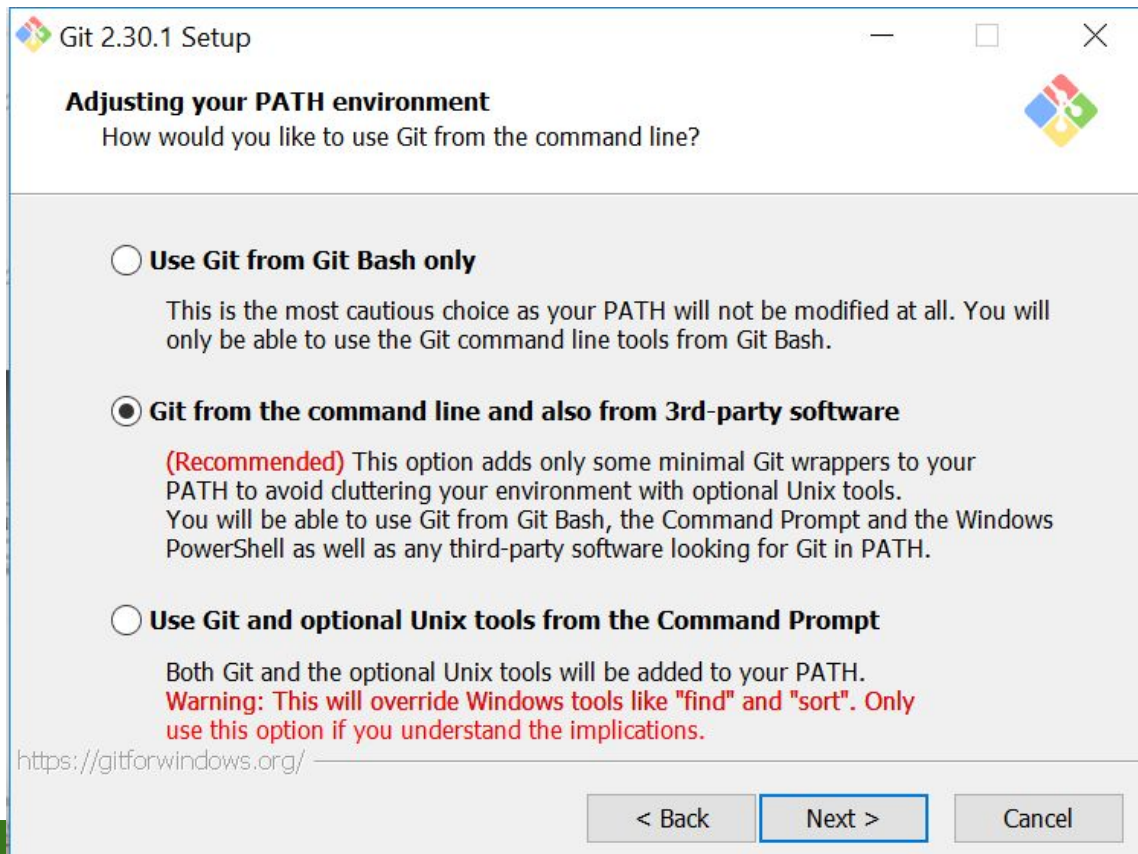 Git 2.30.1 Setup
Adjusting your PATH environment
How would you like to use Git from the command line?
Use Git from Git Bash only
This is the most cautious choice as your PATH will not be modified at all. You will
only be able to use the Git command line tools from Git Bash.
Git from the command line and also from 3rd-party software
(Recommended) This option adds only some minimal Git wrappers to your
PATH to avoid cluttering your environment with optional Unix tools.
You will be able to use Git from Git Bash, the Command Prompt and the Windows
PowerShell as well as any third-party software looking for Git in PATH.
Use Git and optional Unix tools from the Command Prompt
Both Git and the optional Unix tools will be added to your PATH.
Warning: This will override Windows tools like "find" and "sort". Only
use this option if you understand the implications.
https://gitforwindows.org/
< Back
Next >
Cancel